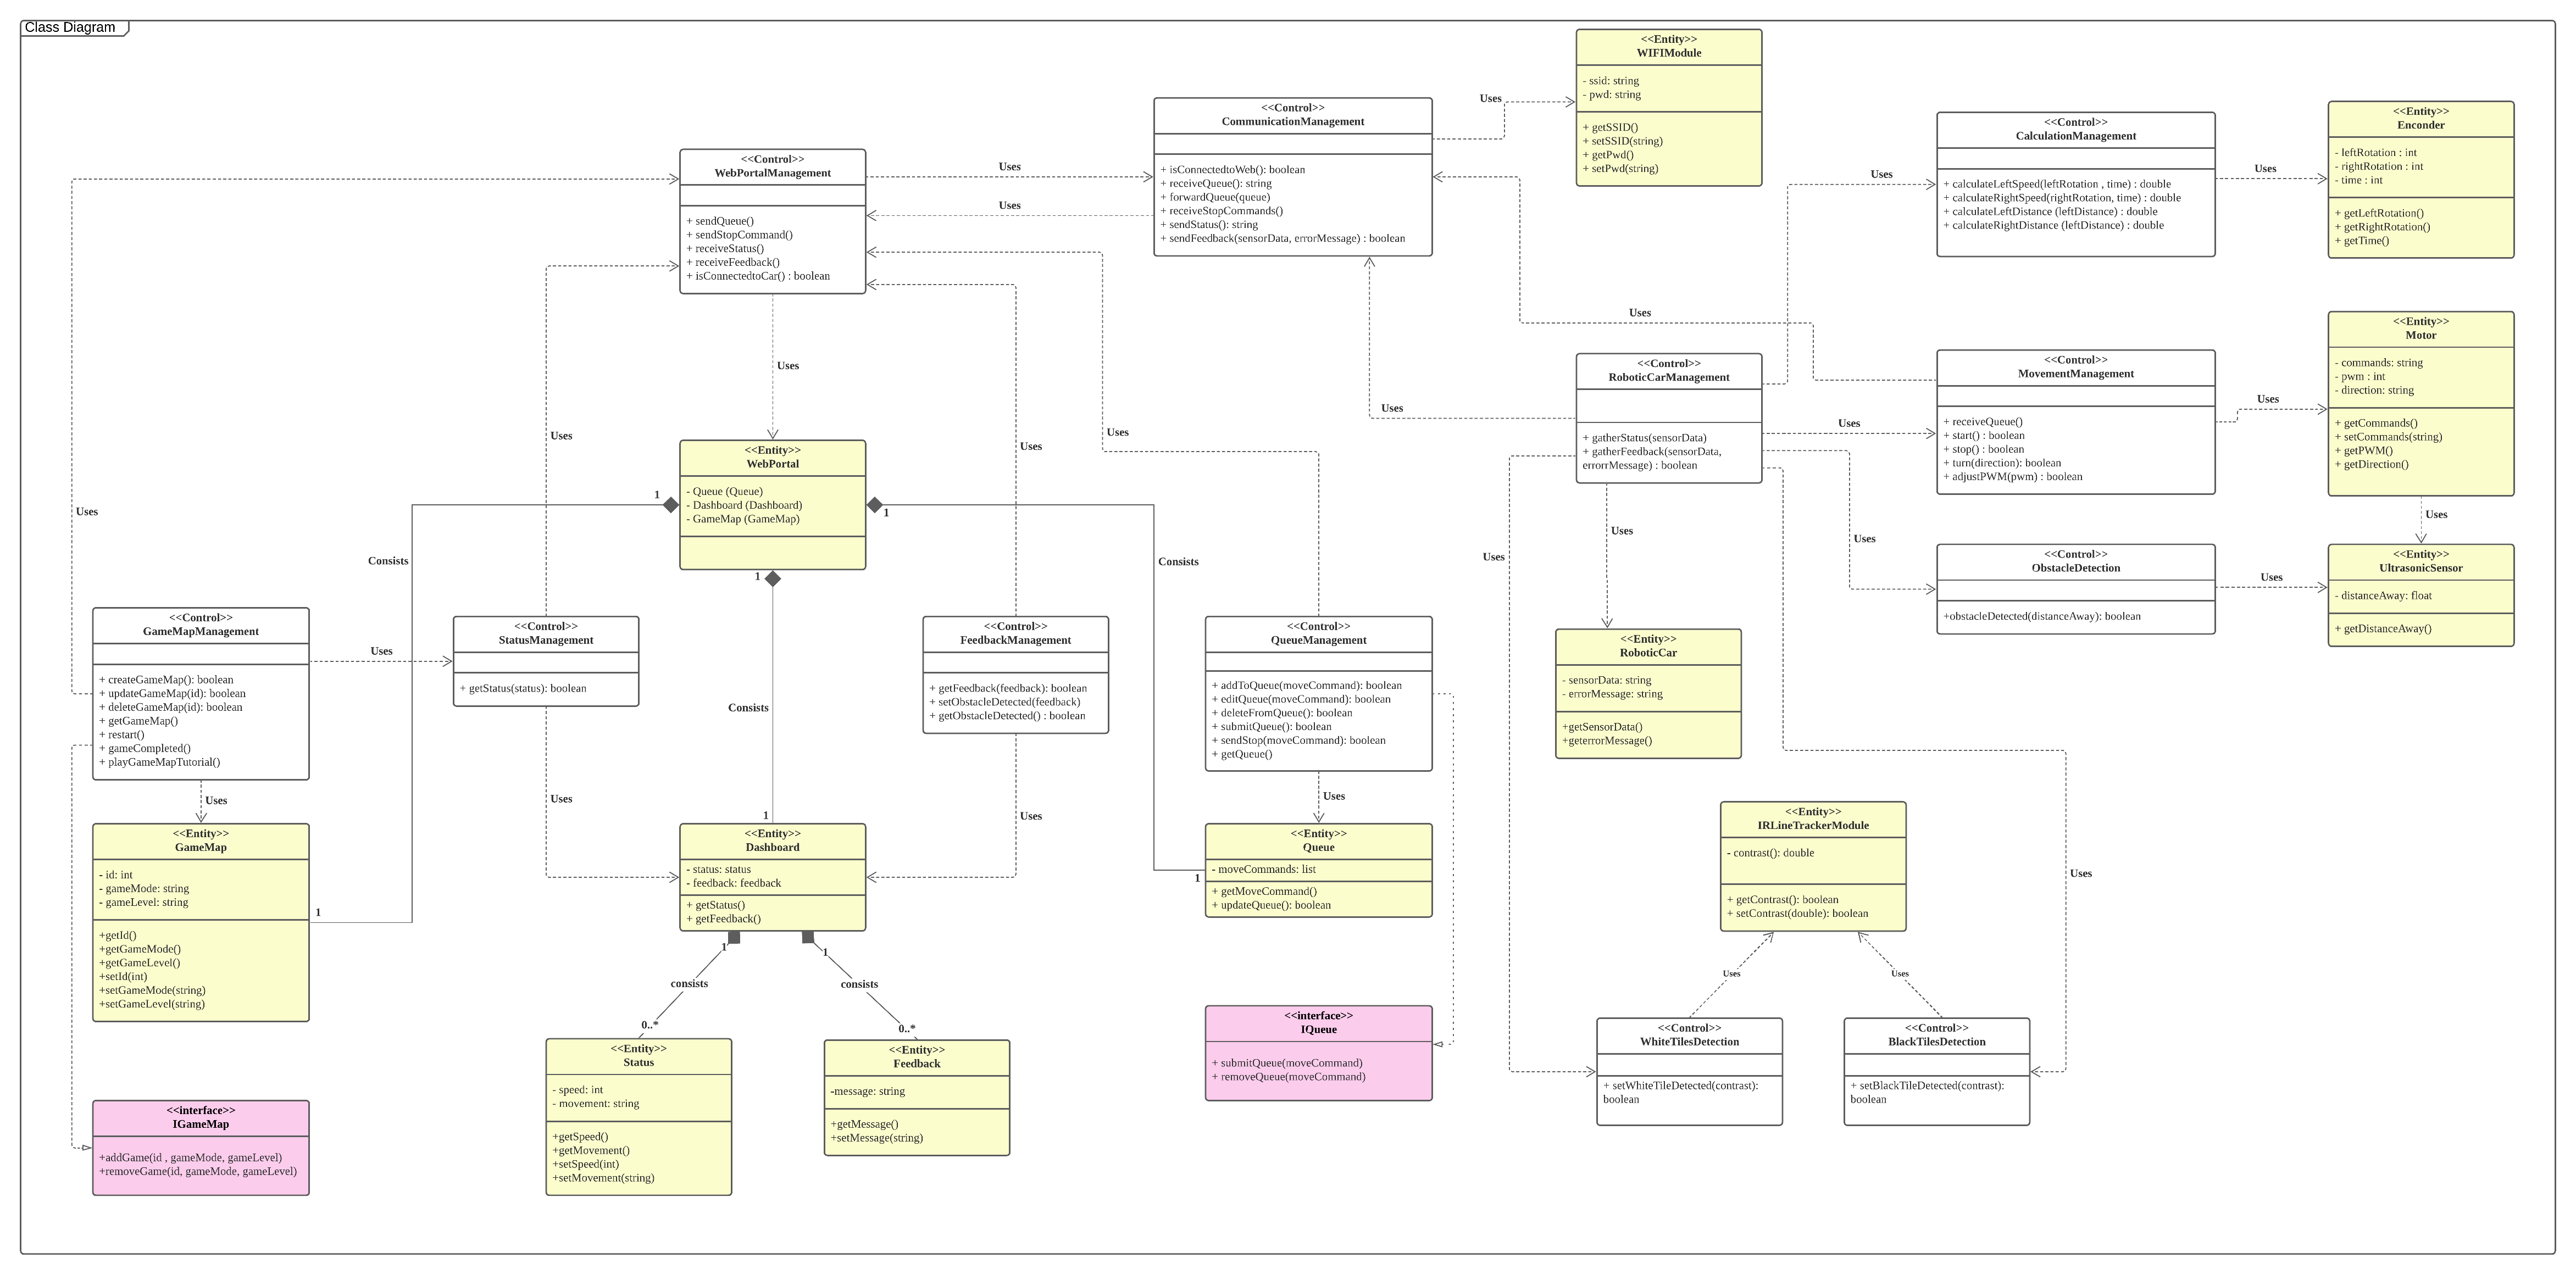 Class Diagram
<<Entity>>
WIFIModule
- ssid: string
- pwd: string
+ getSSID()
+ setSSID(string)
+ getPwd()
+ setPwd(string)
<<Control>>
CommunicationManagement
+ isConnectedtoWeb(): boolean
+ receiveQueue(): string
+ forwardQueue(queue)
+ receiveStopCommands()
+ sendStatus(): string
+ sendFeedback(sensorData, errorMessage) : boolean
Uses
<<Control>>
CalculationManagement
+ calculateLeftSpeed(leftRotation , time) : double
+ calculateRightSpeed(rightRotation, time) : double
+ calculateLeftDistance (leftDistance) : double
+ calculateRightDistance (leftDistance) : double
Uses
Uses
<<Entity>>
Enconder
- leftRotation : int
- rightRotation : int
- time : int
+ getLeftRotation()
+ getRightRotation()
+ getTime()
<<Control>>
WebPortalManagement
+ sendQueue()
+ sendStopCommand()
+ receiveStatus()
+ receiveFeedback()
+ isConnectedtoCar() : boolean
Uses
Uses
Uses
Uses
<<Control>>
RoboticCarManagement
+ gatherStatus(sensorData)
+ gatherFeedback(sensorData,
errorrMessage) : boolean
Uses
Uses
<<Control>>
MovementManagement
+ receiveQueue()
+ start() : boolean
+ stop() : boolean
+ turn(direction): boolean
+ adjustPWM(pwm) : boolean
Uses
<<Entity>>
Motor
- commands: string
- pwm : int
- direction: string
+ getCommands()
+ setCommands(string)
+ getPWM()
+ getDirection()
Uses
<<Entity>>
WebPortal
- Queue (Queue)
- Dashboard (Dashboard)
- GameMap (GameMap)
1
1
1
Uses
Uses
Uses
Uses
Consists
Consists
Consists
Uses
Uses
Uses
<<Control>>
ObstacleDetection
+obstacleDetected(distanceAway): boolean
Uses
<<Entity>>
UltrasonicSensor
- distanceAway: float
+ getDistanceAway()
<<Control>>
GameMapManagement
+ createGameMap(): boolean
+ updateGameMap(id): boolean
+ deleteGameMap(id): boolean
+ getGameMap()
+ restart()
+ gameCompleted()
+ playGameMapTutorial()
Uses
<<Control>>
StatusManagement
+ getStatus(status): boolean
<<Control>>
FeedbackManagement
+ getFeedback(feedback): boolean
+ setObstacleDetected(feedback)
+ getObstacleDetected() : boolean
<<Control>>
QueueManagement
+ addToQueue(moveCommand): boolean
+ editQueue(moveCommand): boolean
+ deleteFromQueue(): boolean
+ submitQueue(): boolean
+ sendStop(moveCommand): boolean
+ getQueue()
<<Entity>>
RoboticCar
- sensorData: string
- errorMessage: string
+getSensorData()
+geterrorMessage()
Uses
Uses
Uses
Uses
1
<<Entity>>
GameMap
- id: int
- gameMode: string
- gameLevel: string
+getId()
+getGameMode()
+getGameLevel()
+setId(int)
+setGameMode(string)
+setGameLevel(string)
1
<<Entity>>
Dashboard
- status: status
- feedback: feedback
+ getStatus()
+ getFeedback()
<<Entity>>
Queue
- moveCommands: list
+ getMoveCommand()
+ updateQueue(): boolean
1
<<Entity>>
IRLineTrackerModule
- contrast(): double
+ getContrast(): boolean
+ setContrast(double): boolean
Uses
1
1
consists
consists
0..*
0..*
Uses
Uses
<<interface>>
IQueue
+ submitQueue(moveCommand)
+ removeQueue(moveCommand)
<<Control>>
WhiteTilesDetection
+ setWhiteTileDetected(contrast):
boolean
<<Control>>
BlackTilesDetection
+ setBlackTileDetected(contrast):
boolean
<<Entity>>
Status
- speed: int
- movement: string
+getSpeed()
+getMovement()
+setSpeed(int)
+setMovement(string)
<<Entity>>
Feedback
-message: string
+getMessage()
+setMessage(string)
<<interface>>
IGameMap
+addGame(id , gameMode, gameLevel)
+removeGame(id, gameMode, gameLevel)